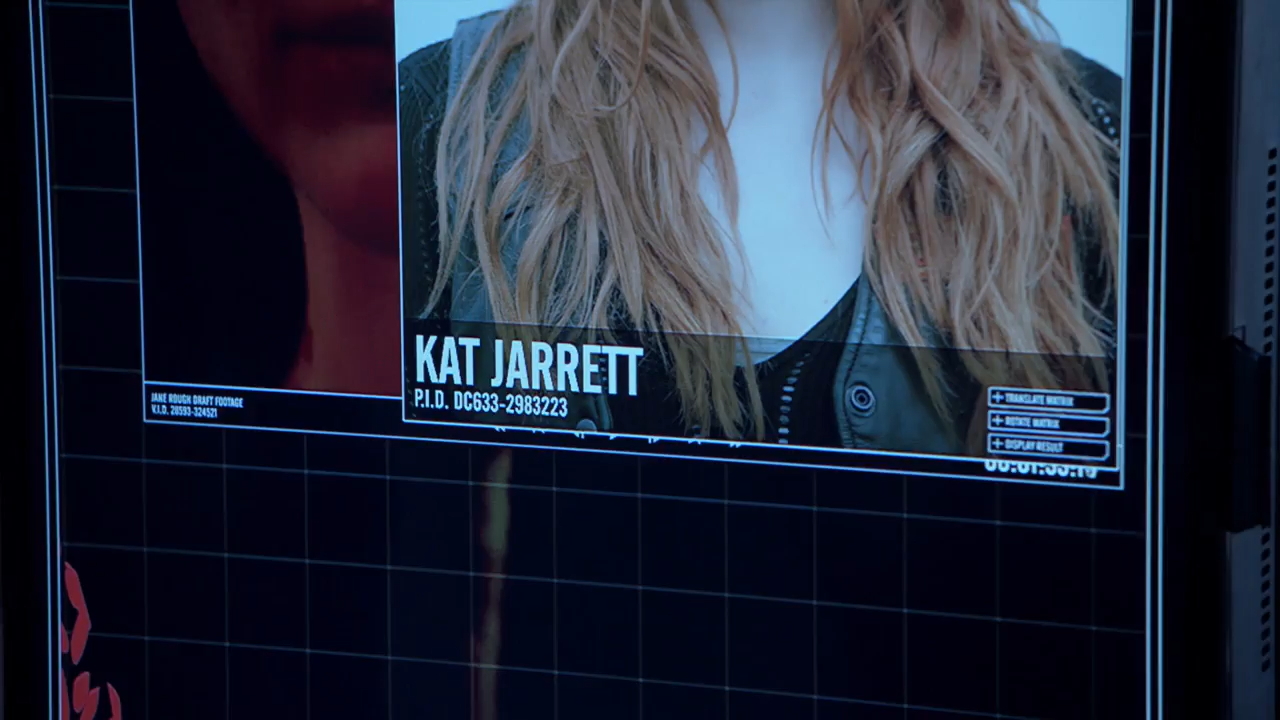 JANE ROUGH DRAFT FOOTAGE
V.I.D. 28593-324521
KAT JARRETT
P.I.D. DC633-2983223
+ TRANSLATE MATRIX
+ ROTATE MATRIX
+ DISPLAY RESULT